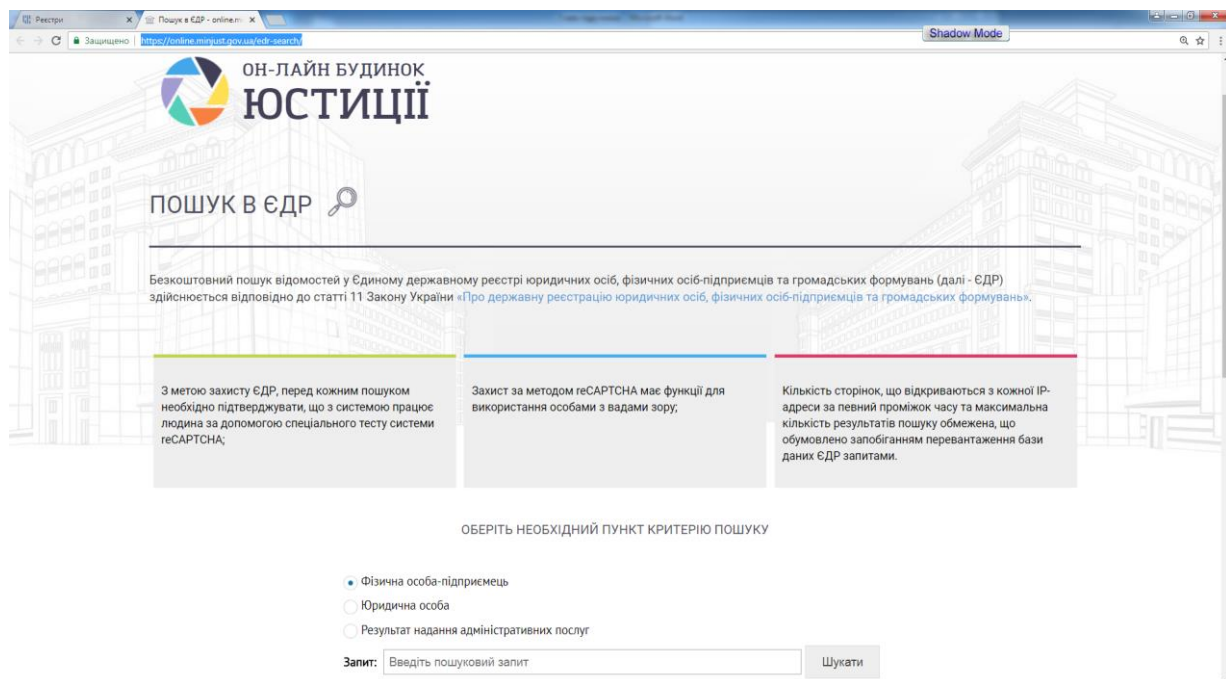 Реєстри
Пошук в ЄДР - online.m
Shadow Mode
Защищено
https://online.minjust.gov.ua/edr-search/
ОН-ЛАЙН БУДИНОК
ЮСТИЦІЇ
ПОШУК В ЄДР
Безкоштовний пошук відомостей у Єдиному державному реєстрі юридичних осіб, фізичних осіб-підприємців та громадських формувань (далі - ЄДР)
здійснюється відповідно до статті 11 Закону України «Про державну реєстрацію юридичних осіб, фізичних осіб-підприємців та громадських формувань».
З метою захисту ЄДР, перед кожним пошуком
необхідно підтверджувати, що з системою працює
людина за допомогою спеціального тесту системи
reCAPTCHA;
Захист за методом reCAPTCHA має функції для
використання особами з вадами зору;
Кількість сторінок, що відкриваються з кожної IP-
адреси за певний проміжок часу та максимальна
кількість результатів пошуку обмежена, що
обумовлено запобіганням перевантаження бази
даних ЄДР запитами.
ОБЕРІТЬ НЕОБХІДНИЙ ПУНКТ КРИТЕРІЮ ПОШУКУ
Фізична особа-підприємець
Юридична особа
Результат надання адміністративних послуг
Запит: Введіть пошуковий запит Шукати